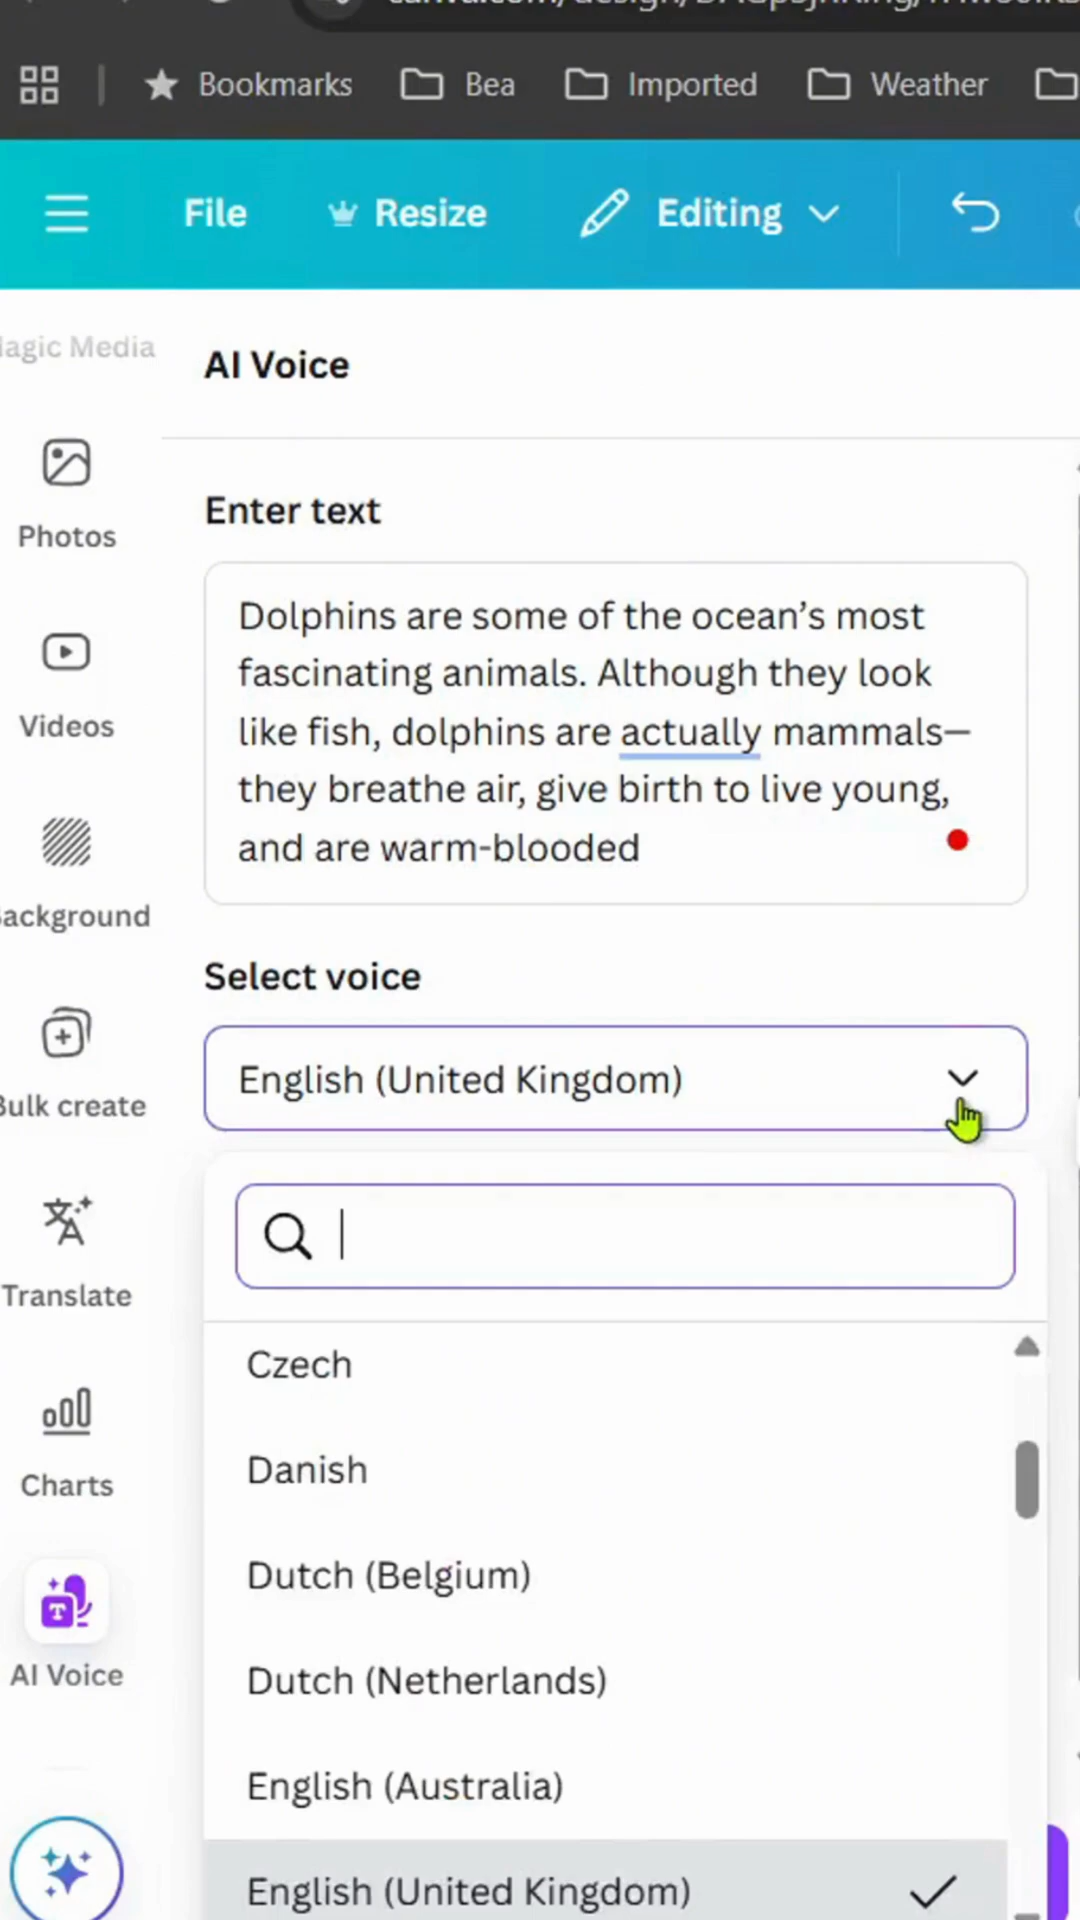 Bookmarks Bea Imported Weather
File Resize Editing
Magic Media
AI Voice
Enter text
Photos
Dolphins are some of the ocean’s most
fascinating animals. Although they look
like fish, dolphins are actually mammals—
they breathe air, give birth to live young,
and are warm-blooded
Videos
Background
Select voice
English (United Kingdom)
Bulk create
Translate
Czech
Danish
Charts
Dutch (Belgium)
Dutch (Netherlands)
AI Voice
English (Australia)
English (United Kingdom)